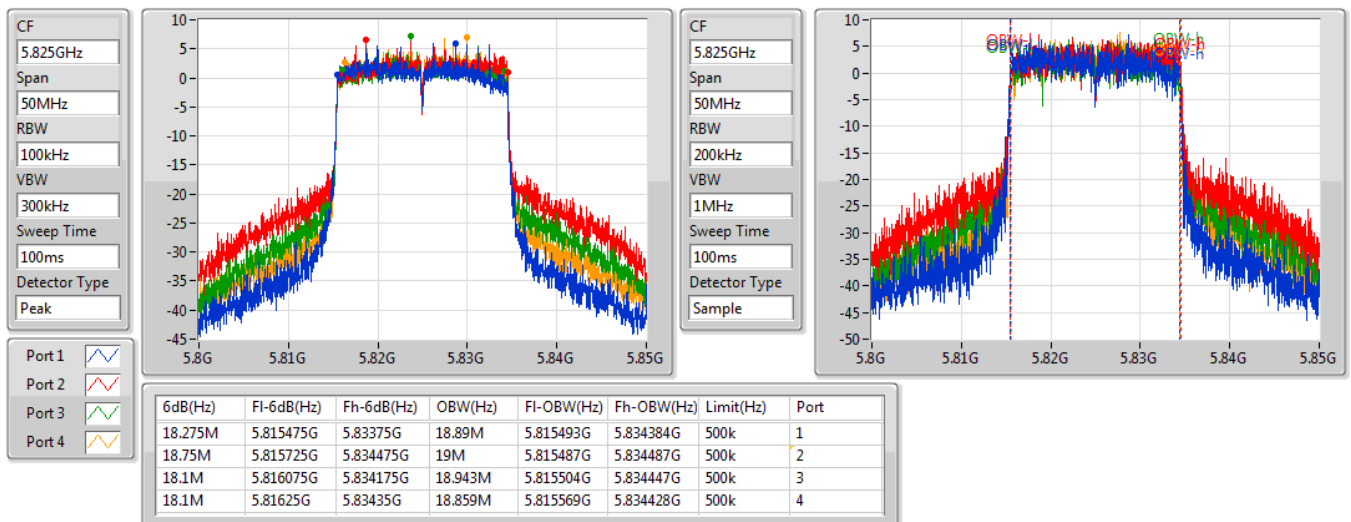 CF
5.825GHz
Span
50MHz
RBW
100kHz
VBW
300kHz
Sweep Time
100ms
Detector Type
Peak
Port 1
Port 2
Port 3
Port 4
10-
5-
0-
-5-
-10-
-15-
-20-
-25-
-30-
-35-
-40-
-45-
5.8G 5.81G 5.82G 5.83G 5.84G 5.85G
CF
5.825GHz
Span
50MHz
RBW
200kHz
VBW
1MHz
Sweep Time
100ms
Detector Type
Sample
10-
5-
0-
-5-
-10-
-15-
-20-
-25-
-30-
-35-
-40-
-45-
-50-
OBW-h
OBW-h
5.8G 5.81G 5.82G 5.83G 5.84G 5.85G
6dB(Hz) Fl-6dB(Hz) Fh-6dB(Hz) OBW(Hz) Fl-OBW(Hz) Fh-OBW(Hz) Limit(Hz) Port
18.275M 5.815475G 5.83375G 18.89M 5.815493G 5.834384G 500k 1
18.75M 5.815725G 5.834475G 19M 5.815487G 5.834487G 500k 2
18.1M 5.816075G 5.834175G 18.943M 5.815504G 5.834447G 500k 3
18.1M 5.81625G 5.83435G 18.859M 5.815569G 5.834428G 500k 4